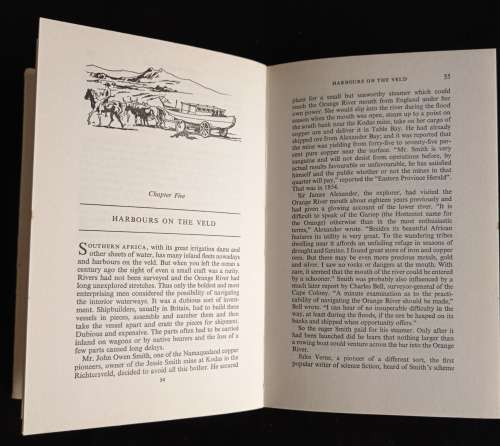 Chapter Five
HARBOURS ON THE VELD
SOUTHERN AFRICA, with its great irrigation dams and
other sheets of water, has many inland fleets nowadays
and harbours on the veld. But when you left the ocean a
century ago the sight of even a small craft was a rarity.
Rivers had not been surveyed and the Orange River had
long unexplored stretches. Thus only the boldest and most
enterprising men considered the possibility of navigating
the interior waterways. It was a dubious sort of invest-
ment. Shipbuilders, usually in Britain, had to build their
vessels in pieces, assemble and number them and then
take the vessel apart and crate the pieces for shipment.
Dubious and expensive. The parts often had to be carried
inland on wagons or by native bearers and the loss of a
few parts caused long delays.
Mr. John Owen Smith, one of the Namaqualand copper
pioneers, owner of the Jessie Smith mine at Kodas in the
Richtersveld, decided to avoid all this bother. He secured
34
HARBOURS ON THE VELD 35
plans for a small but seaworthy steamer which could
reach the Orange River mouth from England under her
own power. She would slip into the river during the flood
season when the mouth was open, steam up to a point on
the south bank near the Kodas mine, take on her cargo of
copper ore and deliver it in Table Bay. He had already
shipped ore from Alexander Bay; and it was reported that
the mine was yielding from forty to seventy-five per
cent pure copper near the surface. "Mr. Smith is very
sanguine and will not desist from operations before, by
actual results favourable or unfavourable, he has satisfied
himself and the public whether or not the mines in that
quarter will pay," reported the "Eastern Province Herald".
That was in 1854.
Sir James Alexander, the explorer, had visited the
Orange River mouth about eighteen years previously and
had given a glowing account of the lower river. "It is
difficult to speak of the Gariep (the Hottentot name for
the Orange) otherwise than in the most enthusiastic
terms," Alexander wrote. "Besides its beautiful African
features its utility is very great. To the wandering tribes
dwelling near it affords an unfailing refuge in seasons of
drought and famine. I found great stores of iron and copper
ores. But there may be even more precious metals, gold
and silver. I saw no rocks or dangers at the mouth. With
care, it seemed that the mouth of the river could be entered
by a schooner." Smith was probably also influenced by a
much later report by Charles Bell, surveyor-general of the
Cape Colony. "A minute examination as to the practi-
cability of navigating the Orange River should be made,"
Bell wrote. "I can hear of no insuperable difficulty in the
way, at least during the floods, if the ore be heaped on its
banks and shipped when opportunity offers."
So the eager Smith paid for his steamer. Only after it
had been launched did he learn that nothing larger than
a rowing boat could venture across the bar into the Orange
River.
Jules Verne, a pioneer of a different sort, the first
popular writer of science fiction, heard of Smith's scheme